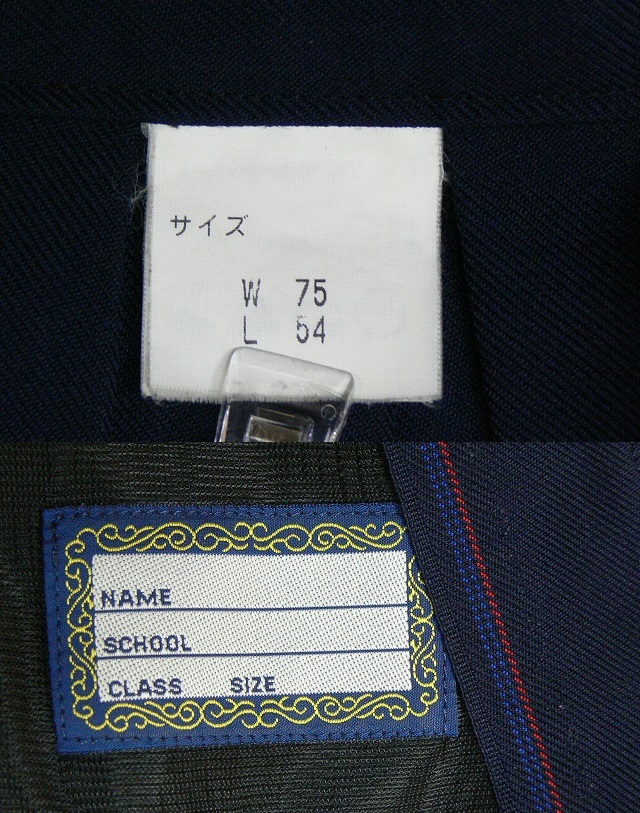 サイズ
W 75
L 54
NAME
SCHOOL
CLASS SIZE